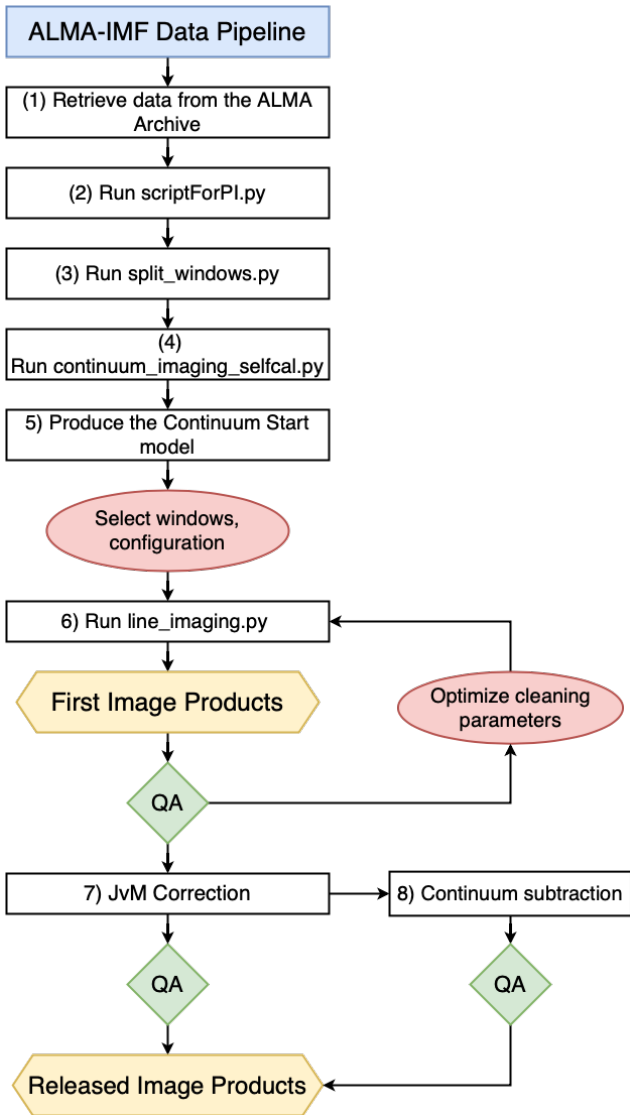 ALMA-IMF Data Pipeline
(1) Retrieve data from the ALMA
Archive
(2) Run scriptForPI.py
(3) Run split_windows.py
(4)
Run continuum_imaging_selfcal.py
5) Produce the Continuum Start
model
Select windows,
configuration
6) Run line_imaging.py
First Image Products
Optimize cleaning
parameters
QA
7) JvM Correction
8) Continuum subtraction
QA
QA
Released Image Products